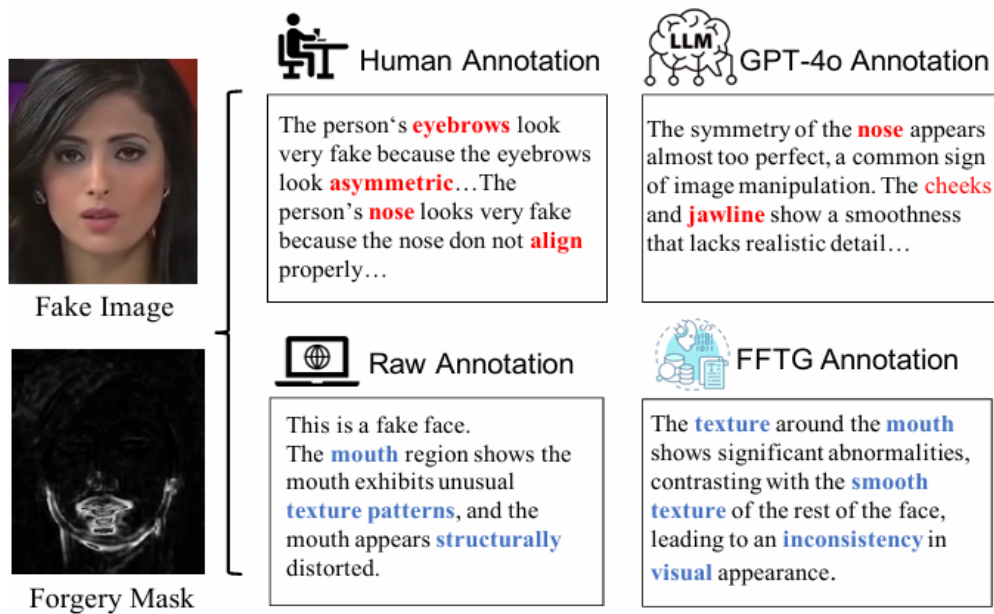 Human Annotation
The person‘s eyebrows look
very fake because the eyebrows
look asymmetric…The
person’s nose looks very fake
because the nose don not align
properly…
LLM
GPT-4o Annotation
The symmetry of the nose appears
almost too perfect, a common sign
of image manipulation. The cheeks
and jawline show a smoothness
that lacks realistic detail…
Fake Image
Raw Annotation
This is a fake face.
The mouth region shows the
mouth exhibits unusual
texture patterns, and the
mouth appears structurally
distorted.
FFTG Annotation
The texture around the mouth
shows significant abnormalities,
contrasting with the smooth
texture of the rest of the face,
leading to an inconsistency in
visual appearance.
Forgery Mask